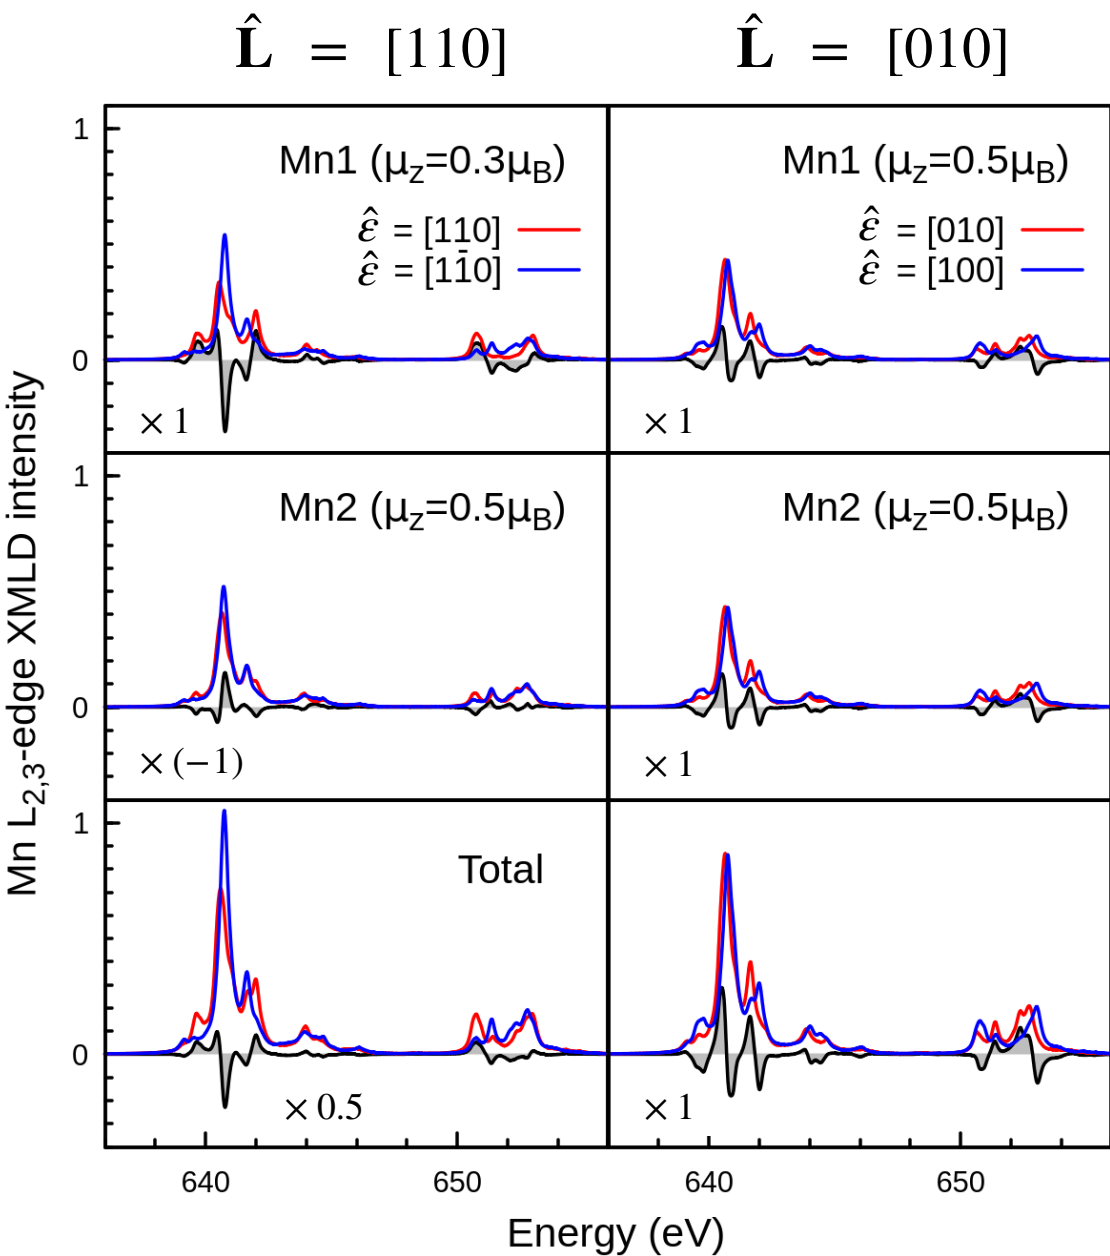 L̂ = [110]
L̂ = [010]
1
Mn1 (μz=0.3μB)
ε̂ = [110]
ε̂ = [11̄0]
0
× 1
Mn1 (μz=0.5μB)
ε̂ = [010]
ε̂ = [100]
× 1
Mn L2,3-edge XMLD intensity
1
Mn2 (μz=0.5μB)
0
× (−1)
Mn2 (μz=0.5μB)
× 1
1
Total
0
× 0.5
× 1
640
650
640
650
Energy (eV)